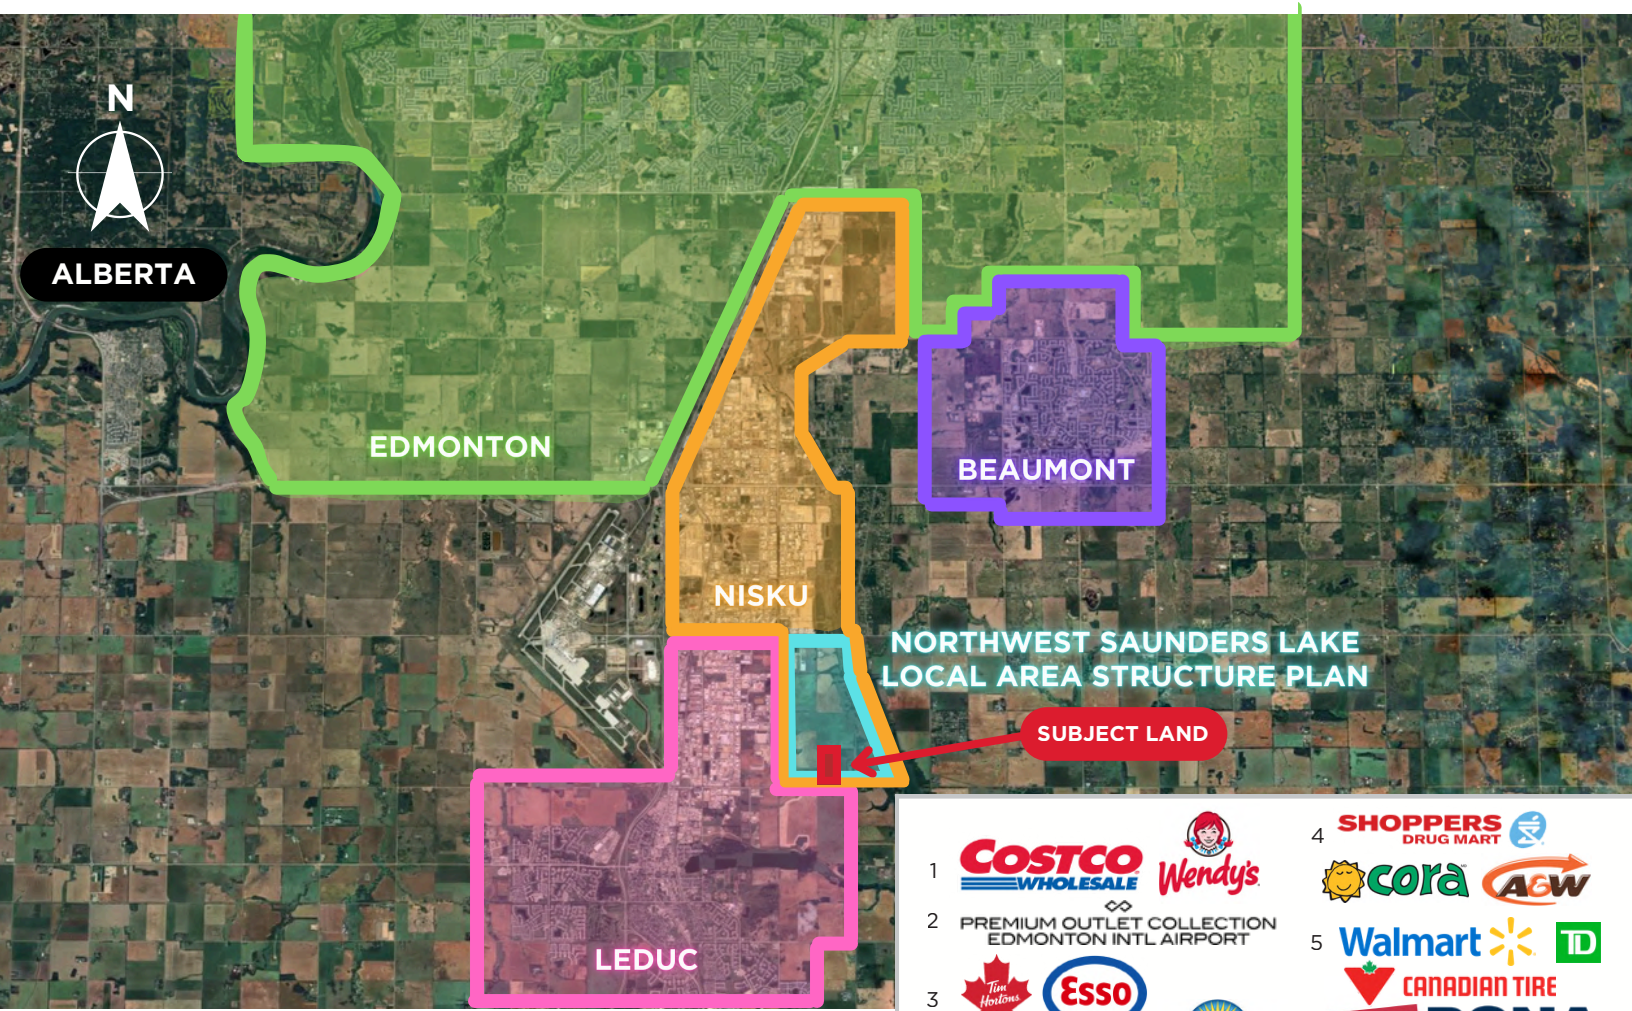 N
ALBERTA
EDMONTON
BEAUMONT
NISKU
NORTHWEST SAUNDERS LAKE
LOCAL AREA STRUCTURE PLAN
SUBJECT LAND
LEDUC
1
COSTCO
WHOLESALE
Wendy's
2
PREMIUM OUTLET COLLECTION
EDMONTON INTL AIRPORT
3
Tim
Hortons
Esso
4
SHOPPERS
DRUG MART
cora
A&W
5
Walmart
TD
CANADIAN TIRE